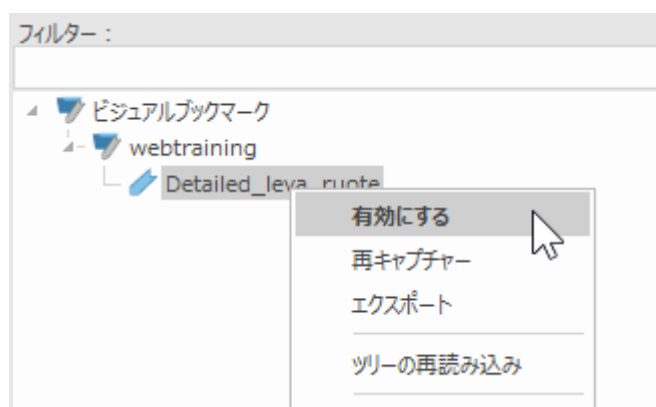 フィルター：
ビジュアルブックマーク
webtraining
Detailed_leva_ruote
有効にする
再キャプチャー
エクスポート
ツリーの再読み込み